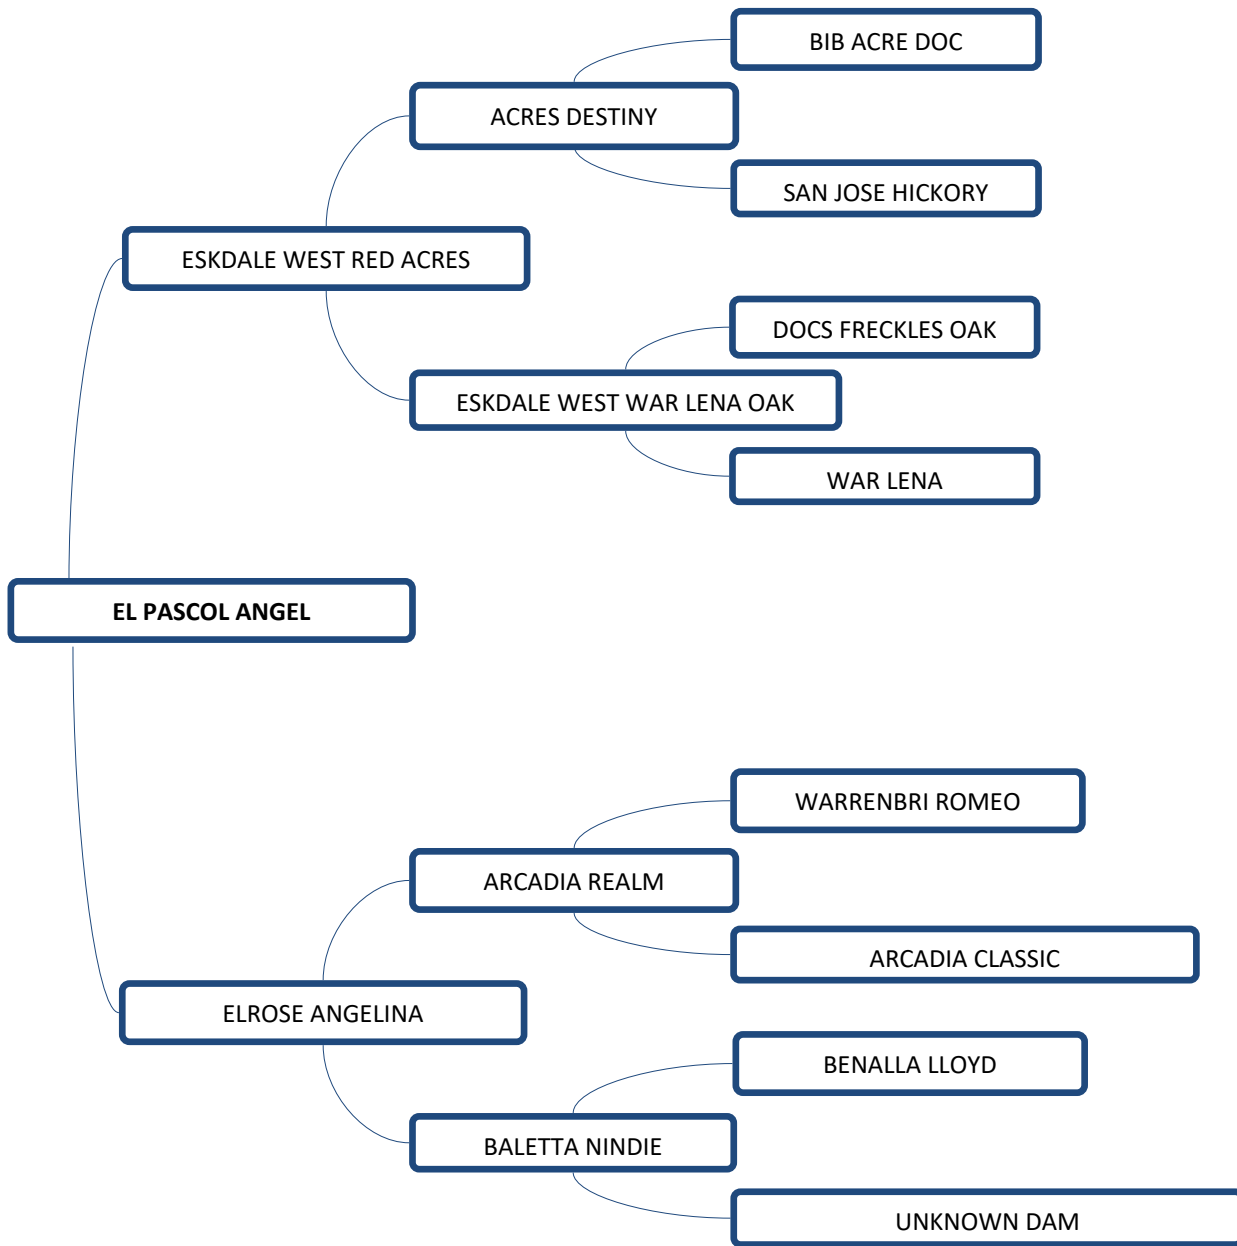 BIB ACRE DOC
ACRES DESTINY
SAN JOSE HICKORY
ESKDALE WEST RED ACRES
DOCS FRECKLES OAK
ESKDALE WEST WAR LENA OAK
WAR LENA
EL PASCOL ANGEL
WARRENBRI ROMEO
ARCADIA REALM
ARCADIA CLASSIC
ELROSE ANGELINA
BENALLA LLOYD
BALETTA NINDIE
UNKNOWN DAM